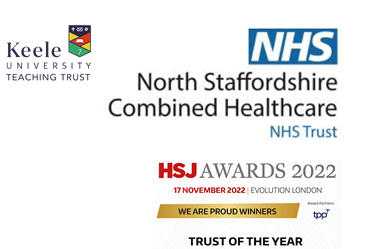 Keele
UNIVERSITY
TEACHING TRUST
NHS
North Staffordshire
Combined Healthcare
NHS Trust
HSJ AWARDS 2022
17 NOVEMBER 2022 | EVOLUTION LONDON
WE ARE PROUD WINNERS
Award Partners
tpp
TRUST OF THE YEAR